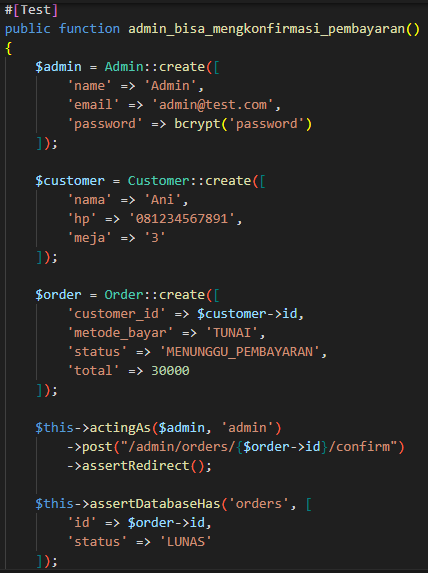 #[Test]
public function admin_bisa_mengkonfirmasi_pembayaran()
{
    $admin = Admin::create([
        'name' => 'Admin',
        'email' => 'admin@test.com',
        'password' => bcrypt('password')
    ]);

    $customer = Customer::create([
        'nama' => 'Ani',
        'hp' => '081234567891',
        'meja' => '3'
    ]);

    $order = Order::create([
        'customer_id' => $customer->id,
        'metode_bayar' => 'TUNAI',
        'status' => 'MENUNGGU_PEMBAYARAN',
        'total' => 30000
    ]);

    $this->actingAs($admin, 'admin')
        ->post("/admin/orders/{$order->id}/confirm")
        ->assertRedirect();

    $this->assertDatabaseHas('orders', [
        'id' => $order->id,
        'status' => 'LUNAS'
    ]);